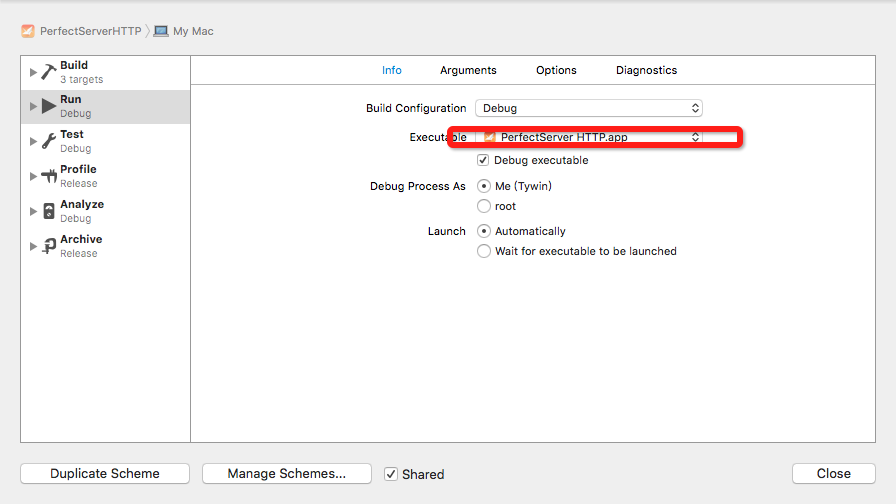 PerfectServerHTTP My Mac
Build
3 targets
Run
Debug
Test
Debug
Profile
Release
Analyze
Debug
Archive
Release
Info Arguments Options Diagnostics
Build Configuration Debug
Executable PerfectServer HTTP.app
Debug executable
Debug Process As Me (Tywin)
root
Launch Automatically
Wait for executable to be launched
Duplicate Scheme Manage Schemes... Shared Close